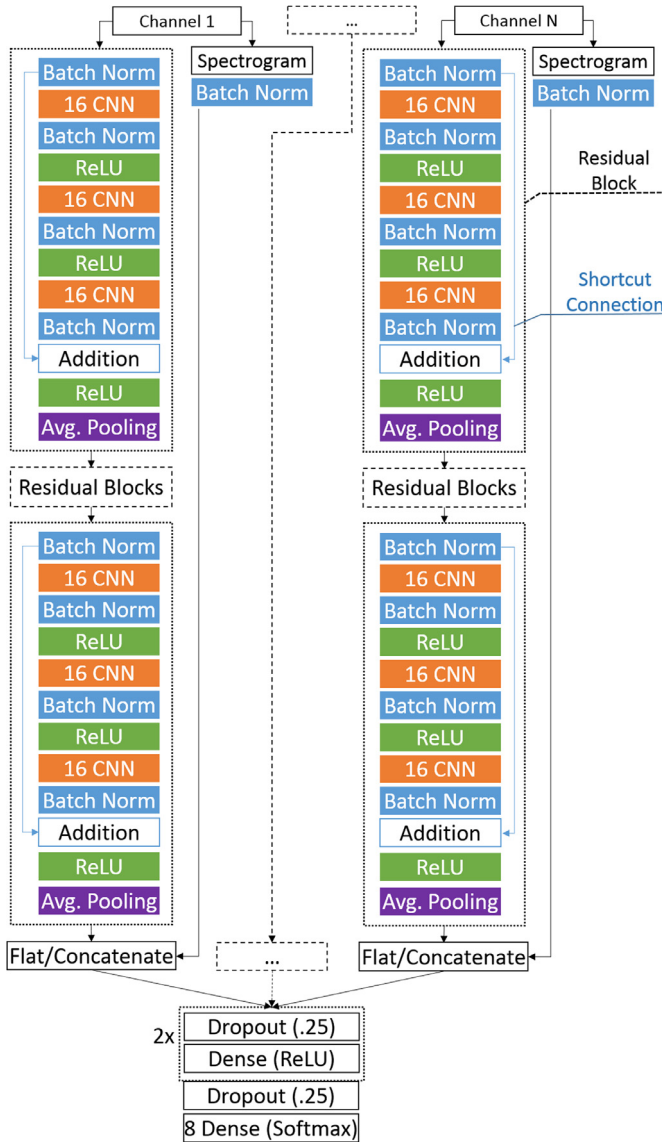 Channel 1
Spectrogram
Batch Norm
Batch Norm
16 CNN
Batch Norm
ReLU
16 CNN
Batch Norm
ReLU
16 CNN
Batch Norm
Addition
ReLU
Avg. Pooling
Residual Blocks
Batch Norm
16 CNN
Batch Norm
ReLU
16 CNN
Batch Norm
ReLU
16 CNN
Batch Norm
Addition
ReLU
Avg. Pooling
Flat/Concatenate
...
...
Channel N
Spectrogram
Batch Norm
Batch Norm
16 CNN
Batch Norm
ReLU
16 CNN
Batch Norm
ReLU
16 CNN
Batch Norm
Addition
ReLU
Avg. Pooling
Residual
Block
Shortcut
Connection
Residual Blocks
Batch Norm
16 CNN
Batch Norm
ReLU
16 CNN
Batch Norm
ReLU
16 CNN
Batch Norm
Addition
ReLU
Avg. Pooling
Flat/Concatenate
2x
Dropout (.25)
Dense (ReLU)
Dropout (.25)
8 Dense (Softmax)